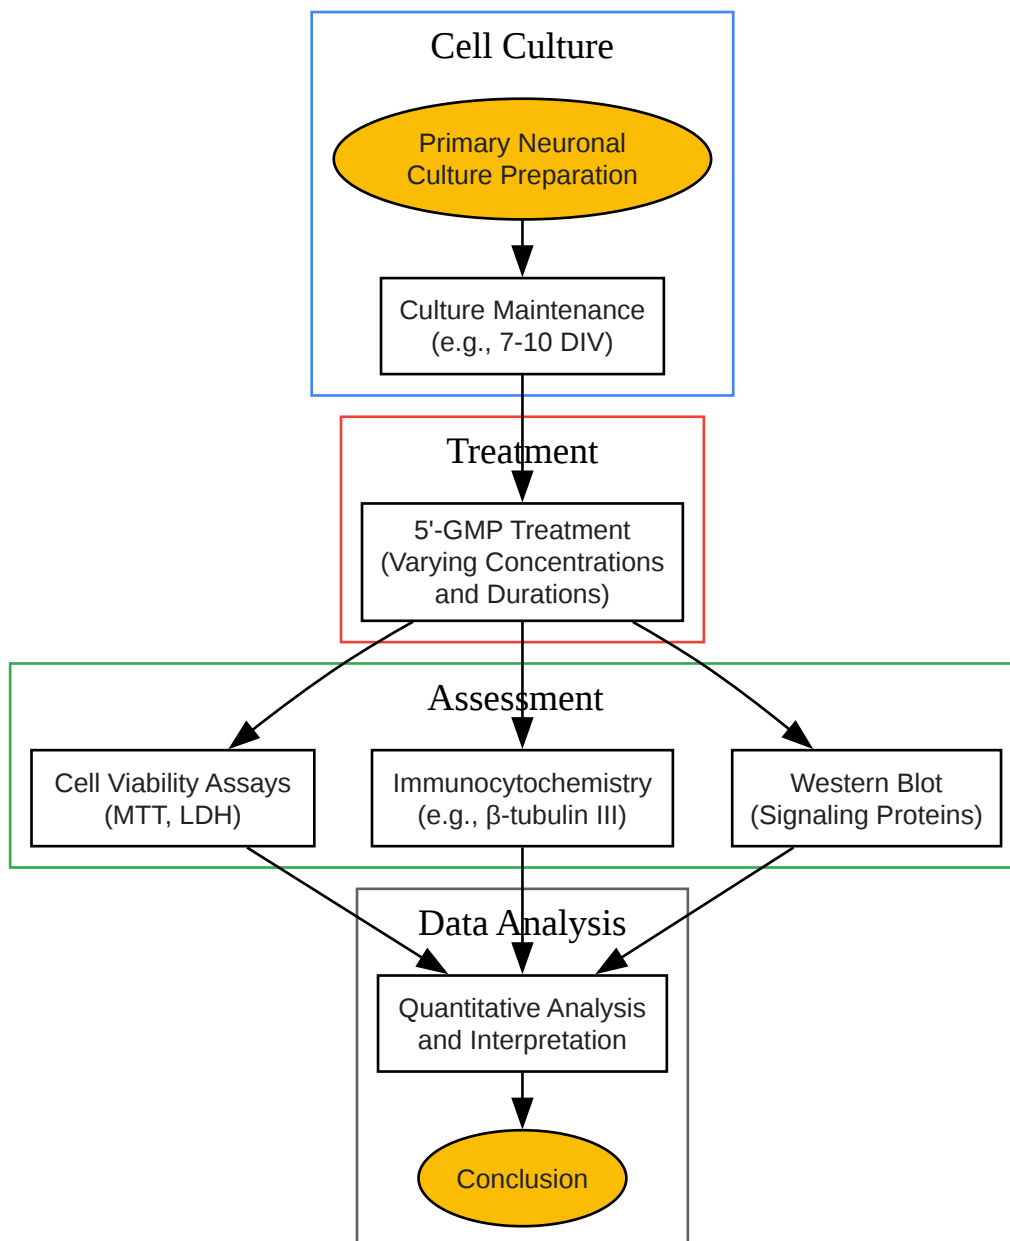 Cell Culture
Primary Neuronal
Culture Preparation
Culture Maintenance
(e.g., 7-10 DIV)
Treatment
5'-GMP Treatment
(Varying Concentrations
and Durations)
Assessment
Cell Viability Assays
(MTT, LDH)
Immunocytochemistry
(e.g., β-tubulin III)
Western Blot
(Signaling Proteins)
Data Analysis
Quantitative Analysis
and Interpretation
Conclusion